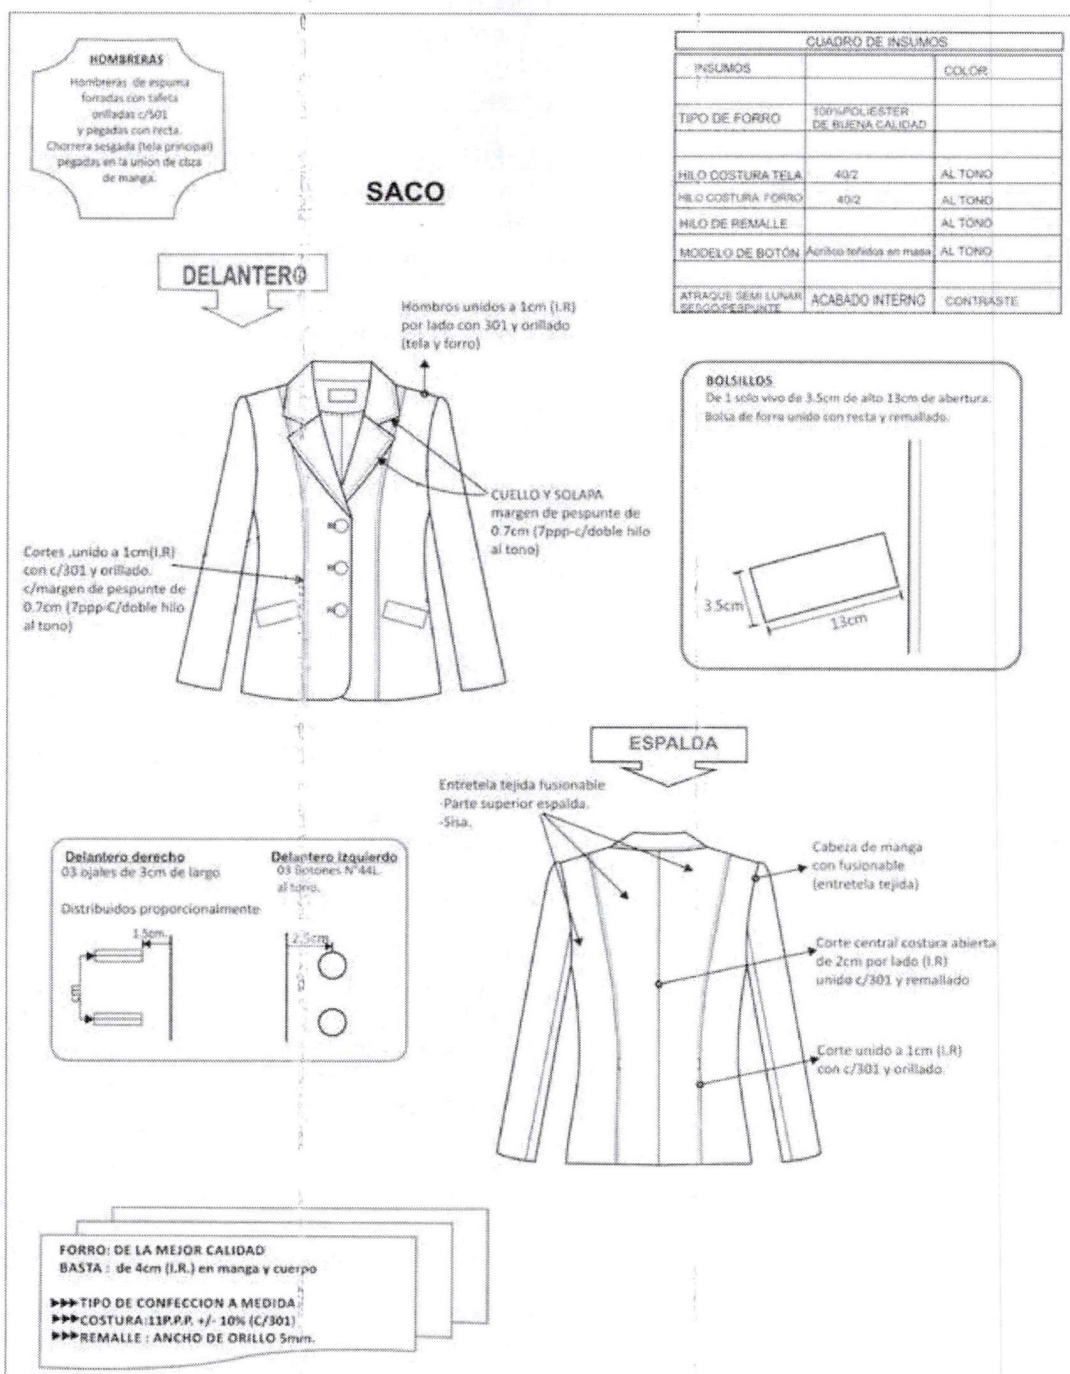 HOMBRERAS
Hombreras de espuma
forradas con tafeta
orilladas c/501
y pegadas con recta.
Chorrera sesgada (tela principal)
pegadas en la union de
de manga.
SACO
CUADRO DE INSUMOS
INSUMOS COLOR
TIPO DE FORRO 100%POLIESTER DE BUENA CALIDAD
HILO COSTURA TELA 40/2 AL TONO
HILO COSTURA FORRO 40/2 AL TONO
HILO DE REMALLE AL TONO
MODELO DE BOTÓN Acrílico teñidos en masa AL TONO
ATRAQUE SEMI LUNAR SESGO/PESPUNTE ACABADO INTERNO CONTRASTE
DELANTERO
Hombros unidos a 1cm (I.R)
por lado con 301 y orillado
(tela y forro)
CUELLO Y SOLAPA
margen de pespunte de
0.7cm (7ppp-c/doble hilo
al tono)
Cortes ,unido a 1cm(I.R)
con c/301 y orillado.
c/margen de pespunte de
0.7cm (7ppp-C/doble hilo
al tono)
BOLSILLOS
De 1 solo vivo de 3.5cm de alto 13cm de abertura.
Bolsa de forro unido con recta y remallado.
3.5cm
13cm
ESPALDA
Entretela tejida fusionable
-Parte superior espalda.
-Sisa.
Cabeza de manga
con fusionable
(entretela tejida)
Corte central costura abierta
de 2cm por lado (I.R)
unido c/301 y remallado
Corte unido a 1cm (I.R)
con c/301 y orillado.
Delantero derecho
03 ojales de 3cm de largo
Delantero izquierdo
03 Botones N°44L.
al tono.
Distribuidos proporcionalmente
1.5cm.
2.5cm
cm
FORRO: DE LA MEJOR CALIDAD
BASTA : de 4cm (I.R.) en manga y cuerpo
►►►TIPO DE CONFECCION A MEDIDA
►►►COSTURA:11P.P.P. +/- 10% (C/301)
►►►REMALLE : ANCHO DE ORILLO 5mm.